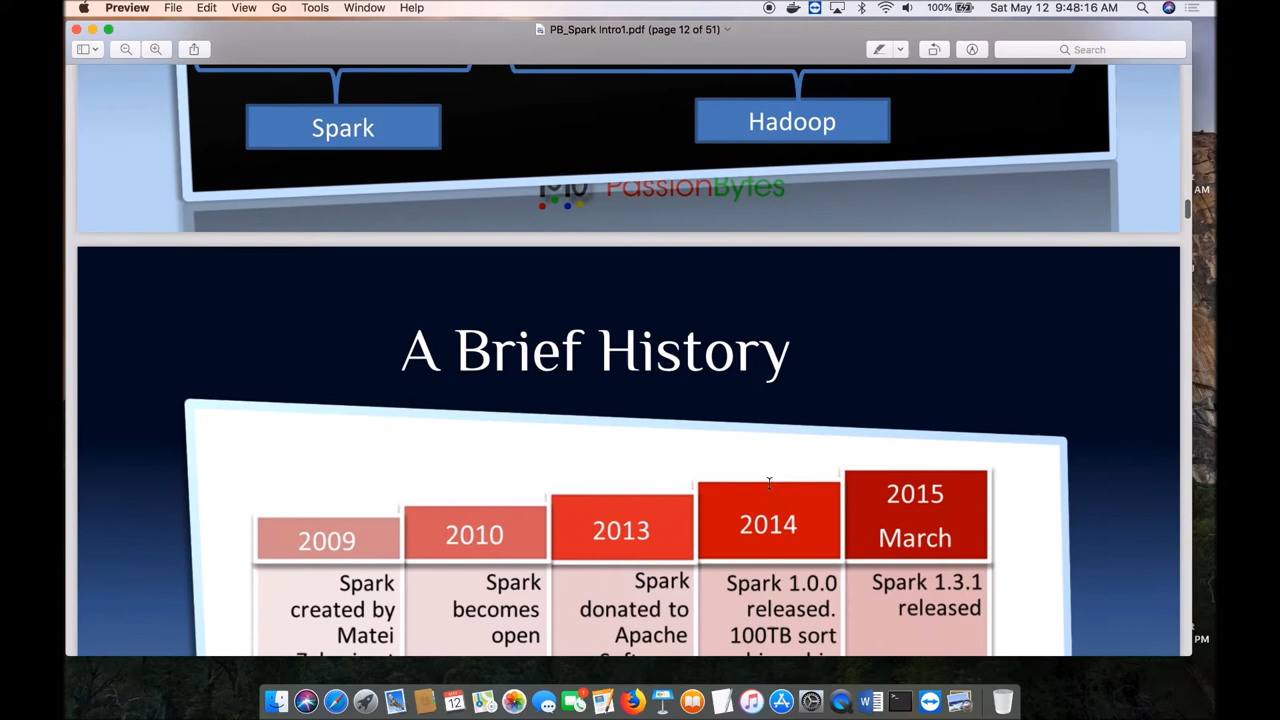 Preview File Edit View Go Tools Window Help 100% Sat May 12 9:48:16 AM
PB_Spark Intro1.pdf (page 12 of 51)
Search
Spark
Hadoop
PassionBytes
AM
A Brief History
2009
2010
2013
2014
2015
March
Spark
created by
Matei
Spark
becomes
open
Spark
donated to
Apache
Spark 1.0.0
released.
100TB sort
Spark 1.3.1
released
PM
12